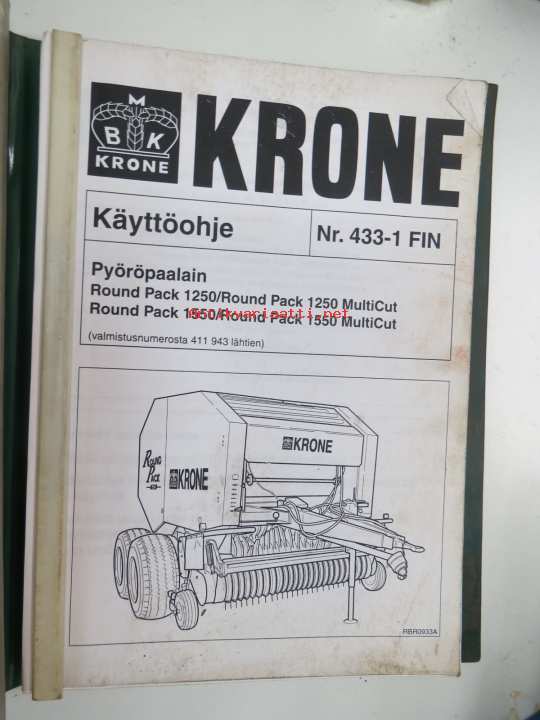 M
B K
KRONE
KRONE
Käyttöohje
Nr. 433-1 FIN
Pyöröpaalain
Round Pack 1250/Round Pack 1250 MultiCut
Round Pack 1550/Round Pack 1550 MultiCut
(valmistusnumerosta 411 943 lähtien)
KRONE
ROUND
PACK
KRONE
RBR0933A